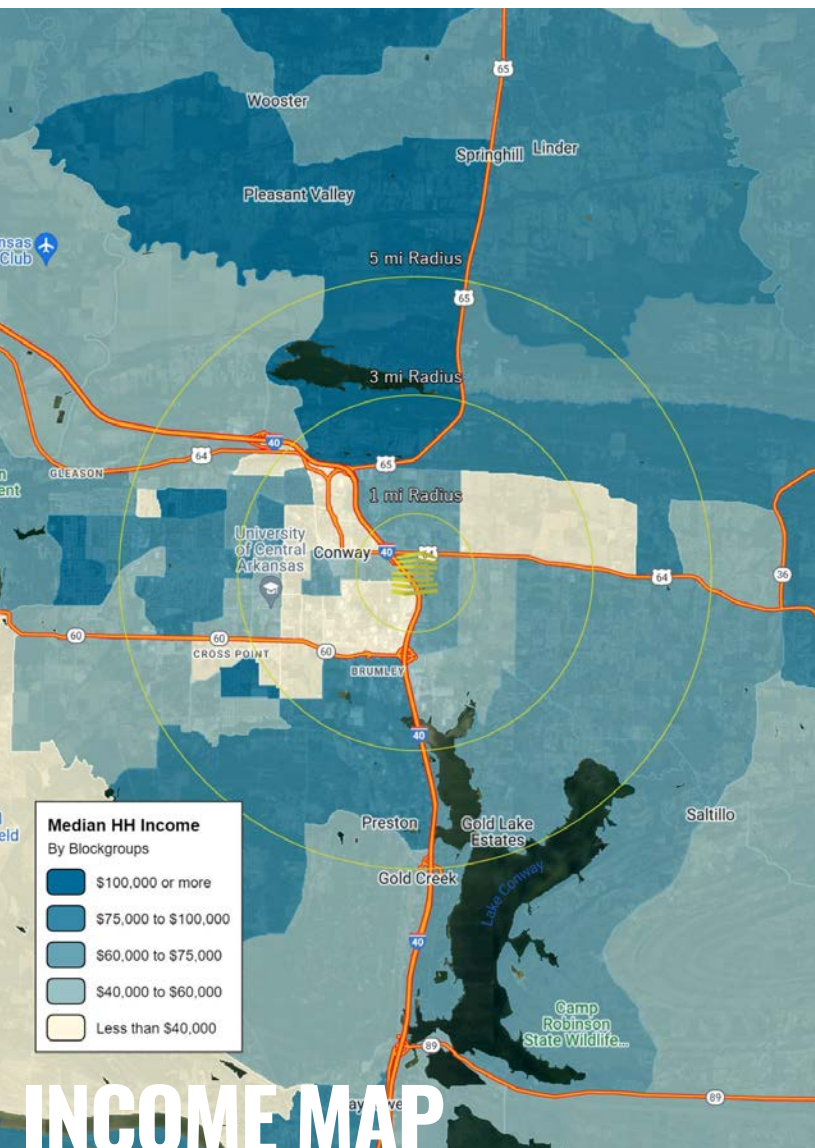 65
Wooster
Springhill
Linder
Pleasant Valley
nsas
Club
5 mi Radius
65
3 mi Radius
40
64
65
GLEASON
n
ent
1 mi Radius
University
of Central
Arkansas
Conway
40
64
36
60
60
CROSS POINT
60
BRUMLEY
40
Preston
Gold Lake
Estates
Saltillo
eld
Gold Creek
Lake Conway
40
Camp
Robinson
State Wildlife...
89
89
Median HH Income
By Blockgroups
$100,000 or more
$75,000 to $100,000
$60,000 to $75,000
$40,000 to $60,000
Less than $40,000
INCOME MAP